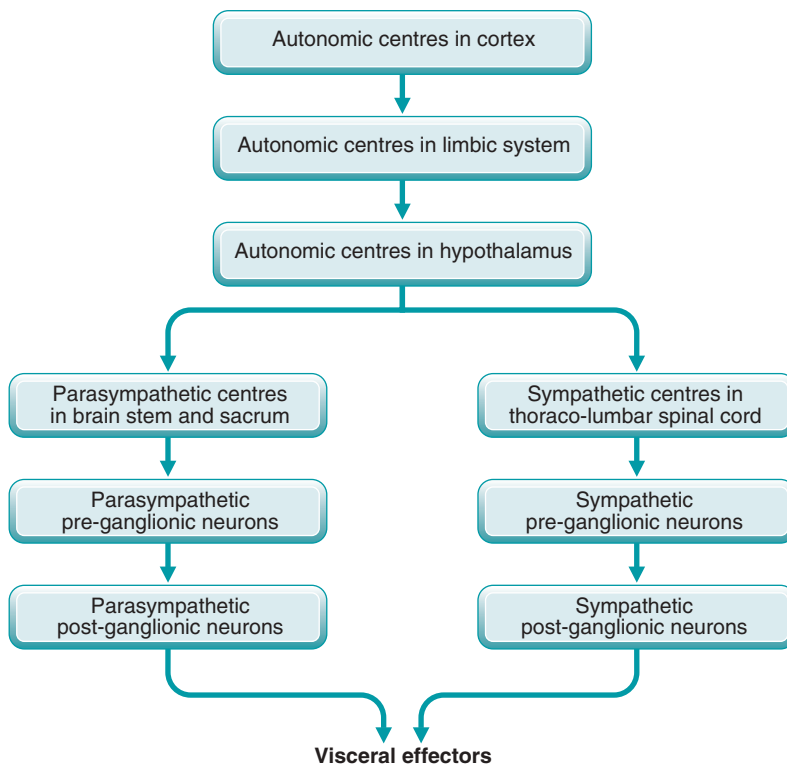 Autonomic centres in cortex
Autonomic centres in limbic system
Autonomic centres in hypothalamus
Parasympathetic centres
in brain stem and sacrum
Sympathetic centres in
thoraco-lumbar spinal cord
Parasympathetic
pre-ganglionic neurons
Sympathetic
pre-ganglionic neurons
Parasympathetic
post-ganglionic neurons
Sympathetic
post-ganglionic neurons
Visceral effectors